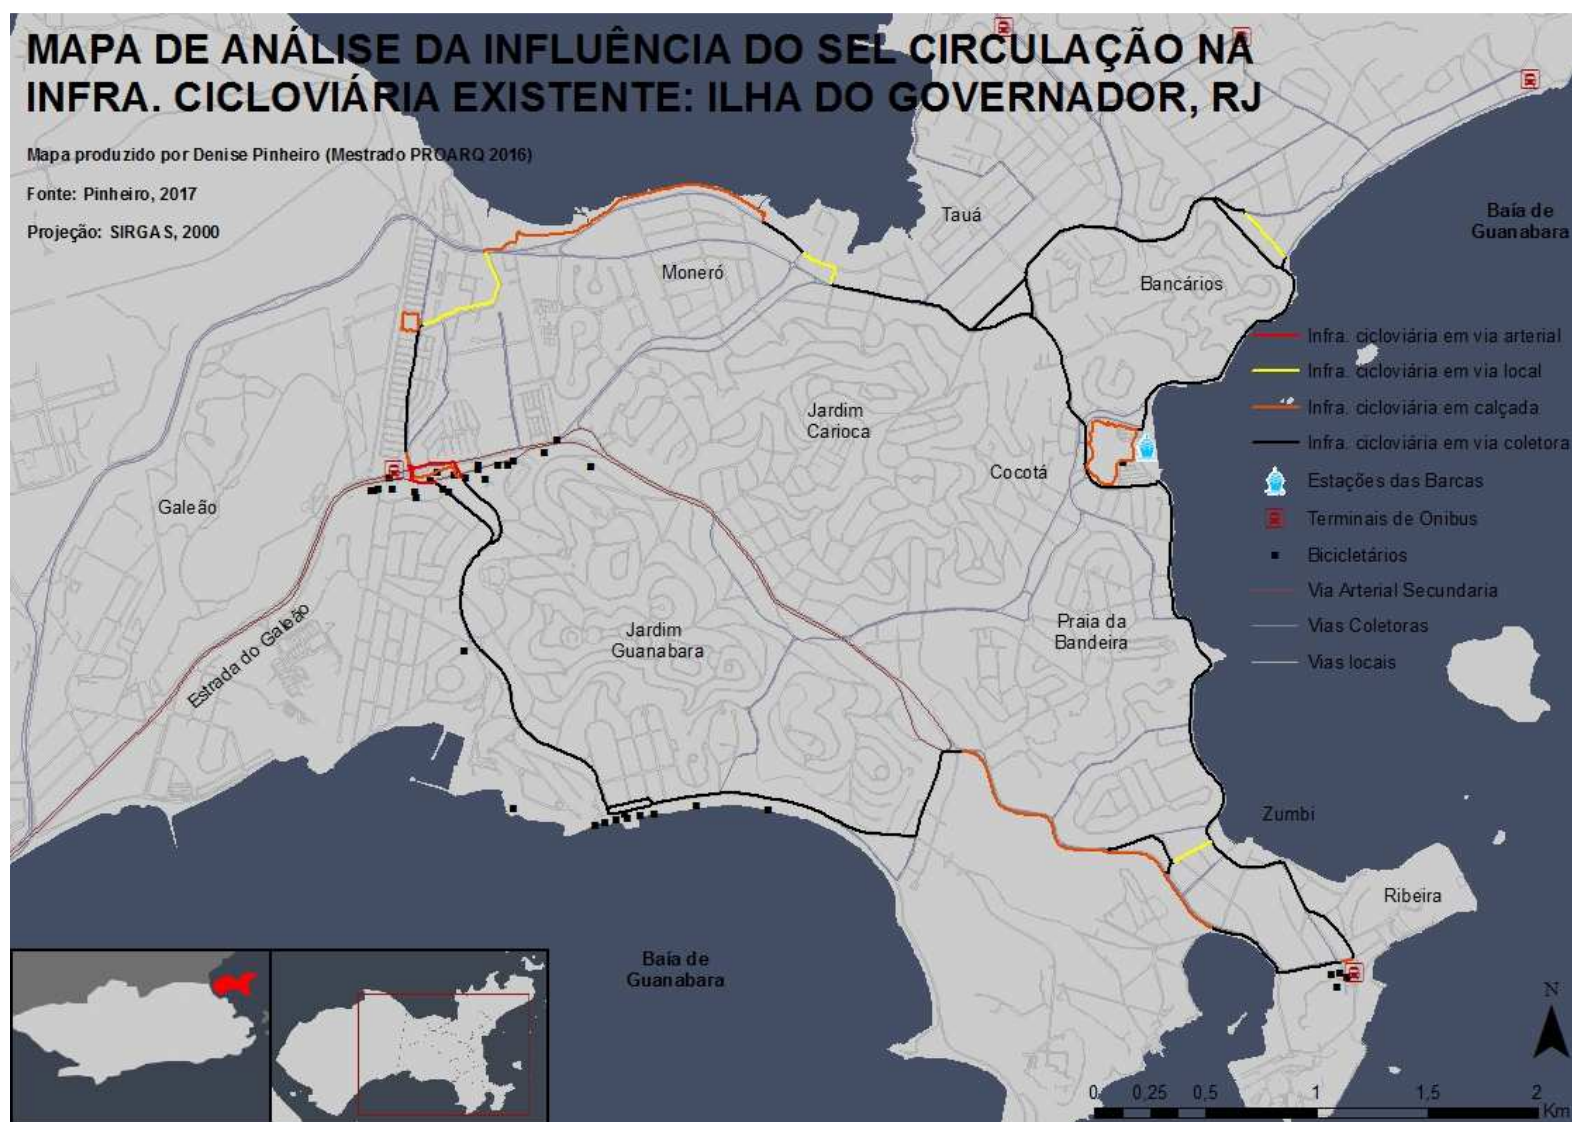 MAPA DE ANÁLISE DA INFLUÊNCIA DO SEL CIRCULAÇÃO NA
INFRA. CICLOVIÁRIA EXISTENTE: ILHA DO GOVERNADOR, RJ
Mapa produzido por Denise Pinheiro (Mestrado PROARQ 2016)
Fonte: Pinheiro, 2017
Projeção: SIRGAS, 2000
Tauá
Baía de
Guanabara
Moneró
Bancários
Infra. cicloviária em via arterial
Infra. cicloviária em via local
Infra. cicloviária em calçada
Infra. cicloviária em via coletora
Estações das Barcas
Terminais de Onibus
Bicicletários
Via Arterial Secundaria
Vias Coletoras
Vias locais
Jardim
Carioca
Cocotá
Galeão
Estrada do Galeão
Jardim
Guanabara
Praia da
Bandeira
Zumbi
Ribeira
Baía de
Guanabara
N
0 0,25 0,5 1 1,5 2
Km